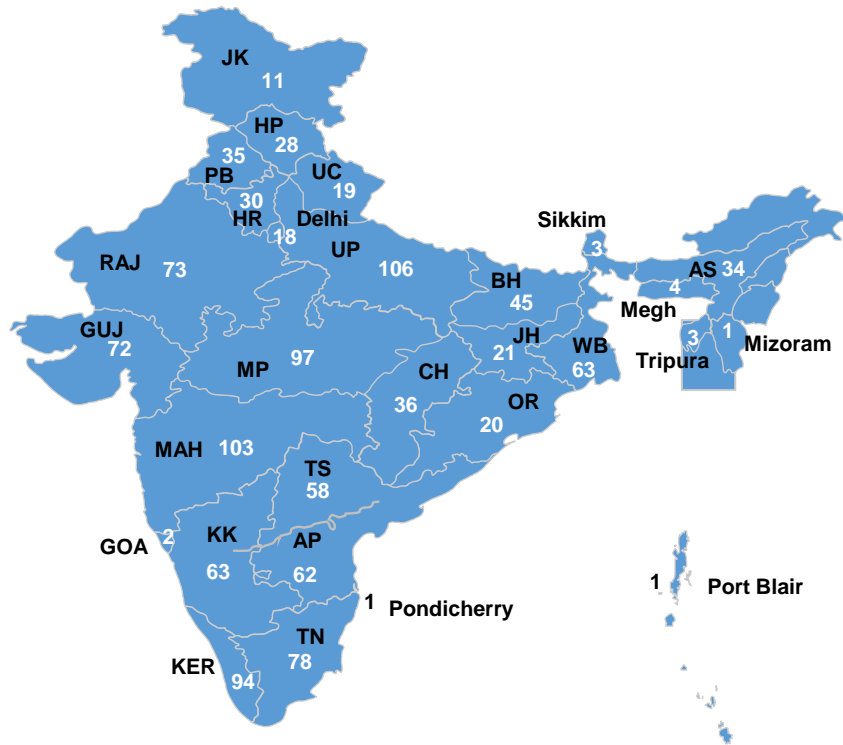 JK
11
HP
28
35
PB
UC
19
30
HR
Delhi
18
Sikkim
3
UP
106
RAJ
73
AS 34
4
Megh
BH
45
GUJ
72
JH
21
WB
63
3
Tripura
1
Mizoram
MP 97
CH
36
OR
20
MAH 103
TS
58
GOA 2
KK
63
AP
62
1 Pondicherry
1 Port Blair
TN
78
KER 94